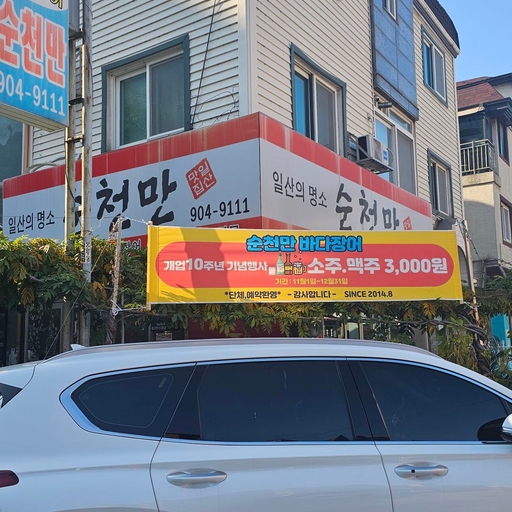 순천만
904-9111
일산의 명소 순천만 일산맛집
904-9111
일산의 명소 순천만
순천만 바다장어
개업10주년 기념행사 소주.맥주 3,000원
기간 : 11월1일~12월31일
*단체,예약환영* -감사합니다- SINCE 2014.8